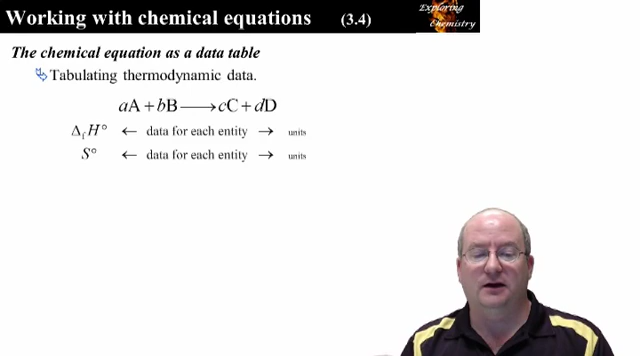 Working with chemical equations (3.4)
Exploring Chemistry
The chemical equation as a data table
Tabulating thermodynamic data.
aA + bB ⟶ cC + dD
ΔfH° ← data for each entity → units
S° ← data for each entity → units